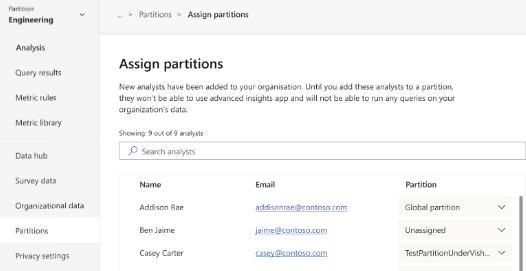 Partition
Engineering
... > Partitions > Assign partitions
Analysis
Query results
Metric rules
Metric library
Data hub
Survey data
Organizational data
Partitions
Privacy settings
Assign partitions
New analysts have been added to your organisation. Until you add these analysts to a partition,
they won't be able to use advanced insights app and will not be able to run any queries on your
organization's data.
Showing: 9 out of 9 analysts
Search analysts
Name Email Partition
Addison Rae addisonrae@contoso.com Global partition
Ben Jaime jaime@contoso.com Unassigned
Casey Carter casey@contoso.com TestPartitionUnderVish...